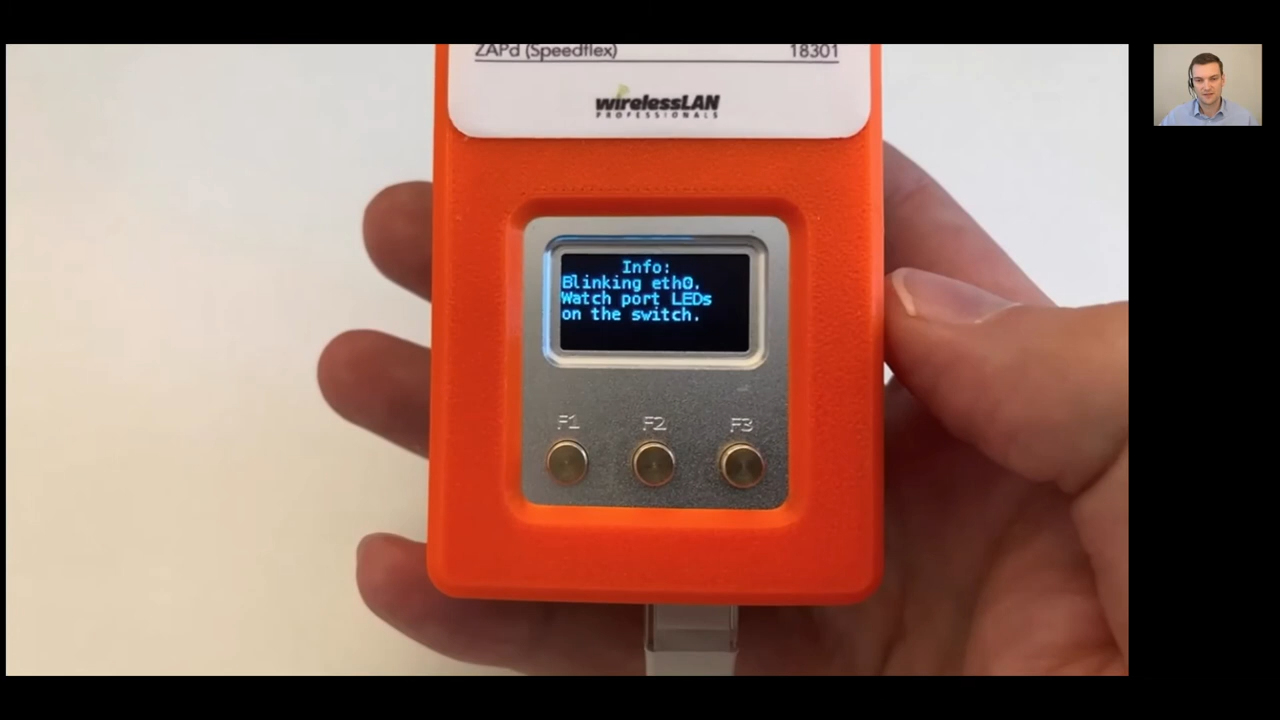 ZAPd (Speedflex) 18301
wirelessLAN
PROFESSIONALS
Info:
Blinking eth0.
Watch port LEDs
on the switch.
F1 F2 F3